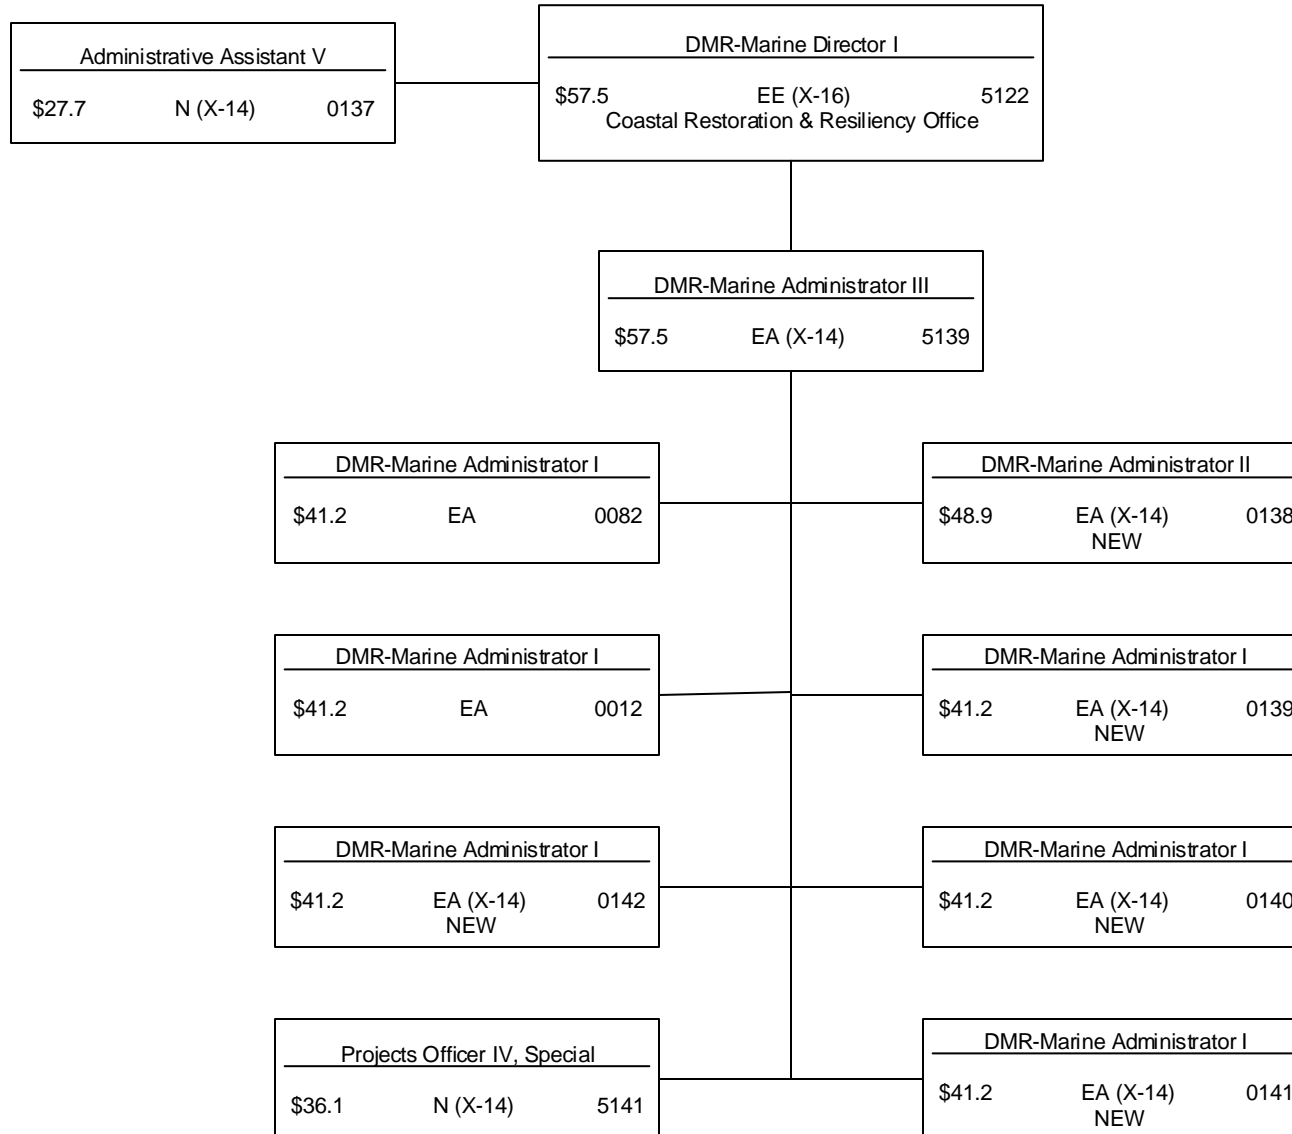 Administrative Assistant V
$27.7 N (X-14) 0137
DMR-Marine Director I
$57.5 EE (X-16) 5122
Coastal Restoration & Resiliency Office
DMR-Marine Administrator III
$57.5 EA (X-14) 5139
DMR-Marine Administrator I
$41.2 EA 0082
DMR-Marine Administrator II
$48.9 EA (X-14) 0138
NEW
DMR-Marine Administrator I
$41.2 EA 0012
DMR-Marine Administrator I
$41.2 EA (X-14) 0139
NEW
DMR-Marine Administrator I
$41.2 EA (X-14) 0142
NEW
DMR-Marine Administrator I
$41.2 EA (X-14) 0140
NEW
Projects Officer IV, Special
$36.1 N (X-14) 5141
DMR-Marine Administrator I
$41.2 EA (X-14) 0141
NEW